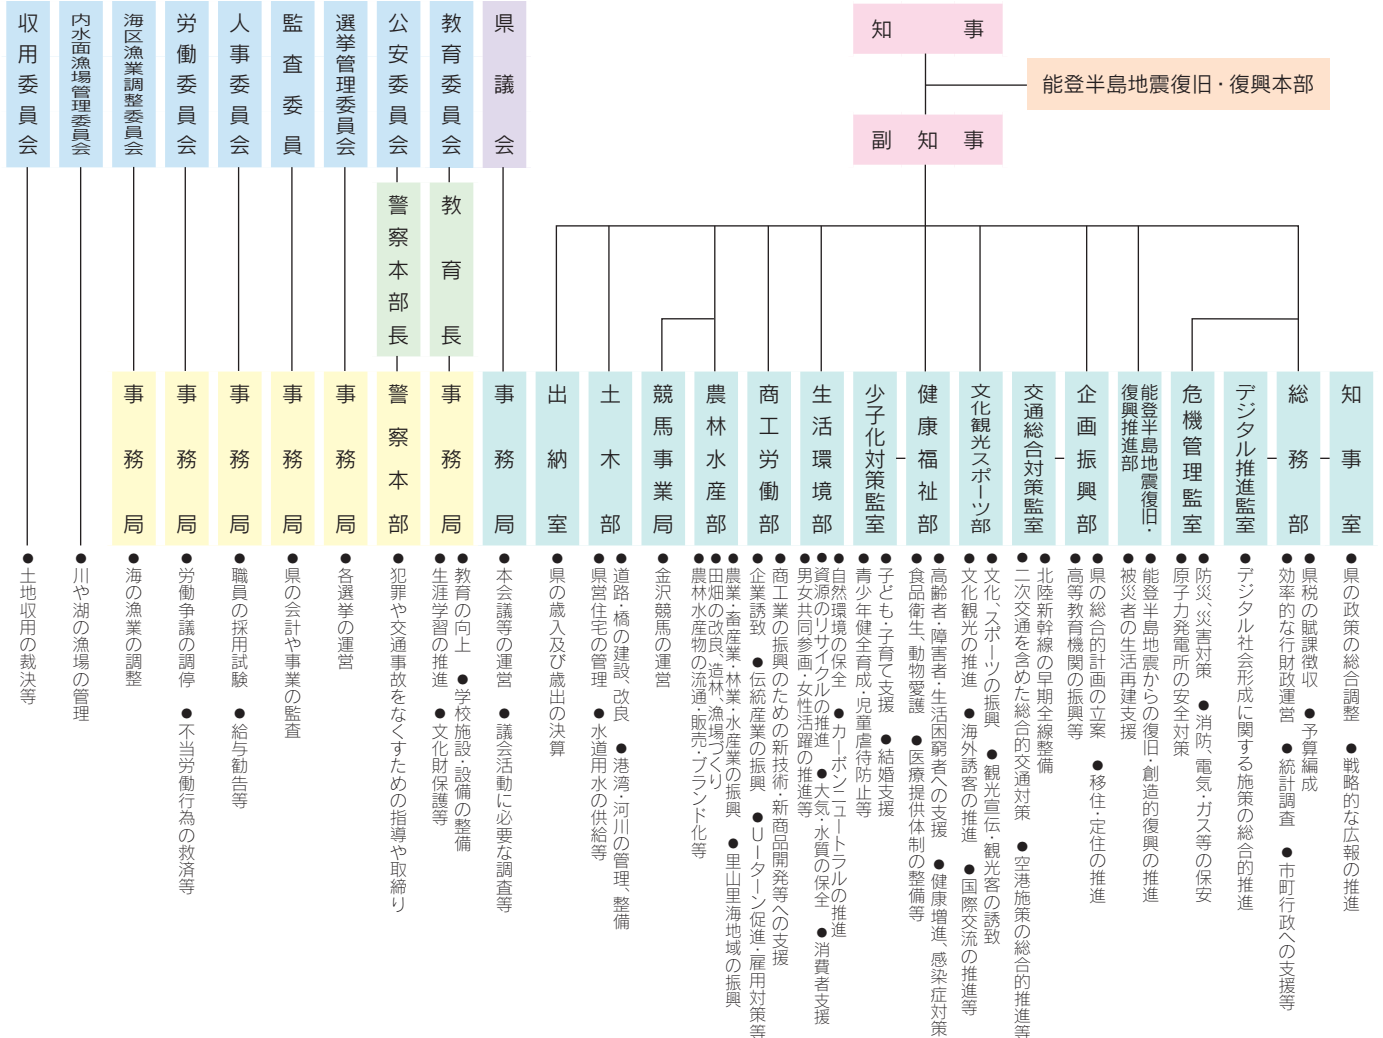 知事
能登半島地震復旧・復興本部
副知事
県議会
教育委員会
公安委員会
選挙管理委員会
監査委員
人事委員会
労働委員会
海区漁業調整委員会
内水面漁場管理委員会
収用委員会
教育長
警察本部長
知事室
総務部
デジタル推進監室
危機管理監室
能登半島地震復旧・
復興推進部
企画振興部
交通総合対策監室
文化観光スポーツ部
健康福祉部
少子化対策監室
生活環境部
商工労働部
農林水産部
競馬事業局
土木部
出納室
事務局
事務局
警察本部
事務局
事務局
事務局
事務局
事務局
●県の政策の総合調整 ●戦略的な広報の推進
●県税の賦課徴収 ●予算編成
●効率的な行財政運営 ●統計調査 ●市町行政への支援等
●デジタル社会形成に関する施策の総合的推進
●防災、災害対策 ●消防、電気・ガス等の保安
●原子力発電所の安全対策
●能登半島地震からの復旧・創造的復興の推進
●被災者の生活再建支援
●県の総合的計画の立案 ●移住・定住の推進
●高等教育機関の振興等
●北陸新幹線の早期全線整備
●二次交通を含めた総合的交通対策 ●空港施策の総合的推進等
●文化、スポーツの振興 ●観光宣伝・観光客の誘致
●文化観光の推進 ●海外誘客の推進 ●国際交流の推進等
●高齢者・障害者・生活困窮者への支援 ●健康増進、感染症対策
●食品衛生、動物愛護 ●医療提供体制の整備等
●子ども・子育て支援 ●結婚支援
●青少年健全育成・児童虐待防止等
●自然環境の保全 ●カーボンニュートラルの推進
●資源のリサイクルの推進 ●大気・水質の保全 ●消費者支援
●男女共同参画・女性活躍の推進等
●商工業の振興のための新技術・新商品開発等への支援
●企業誘致 ●伝統産業の振興 ●Uーターン促進・雇用対策等
●農業・畜産業・林業・水産業の振興 ●里山里海地域の振興
●田畑の改良、造林、漁場づくり
●農林水産物の流通・販売・ブランド化等
●金沢競馬の運営
●道路・橋の建設、改良 ●港湾・河川の管理、整備
●県営住宅の管理 ●水道用水の供給等
●県の歳入及び歳出の決算
●本会議等の運営 ●議会活動に必要な調査等
●教育の向上 ●学校施設・設備の整備
●生涯学習の推進 ●文化財保護等
●犯罪や交通事故をなくすための指導や取締り
●各選挙の運営
●県の会計や事業の監査
●職員の採用試験 ●給与勧告等
●労働争議の調停 ●不当労働行為の救済等
●海の漁業の調整
●川や湖の漁場の管理
●土地収用の裁決等